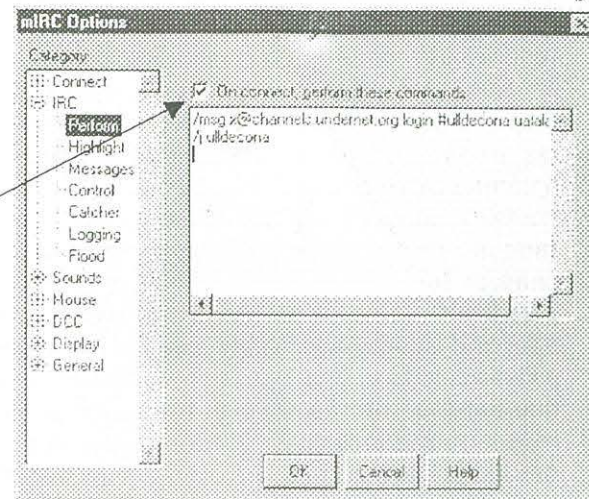 mIRC Options
Category
Connect
IRC
Perform
Highlight
Messages
Control
Catcher
Logging
Flood
Sounds
Mouse
DCC
Display
General
On connect, perform these commands
/msg x@channels.undernet.org login #ulldecona
/j ulldecona
OK
Cancel
Help